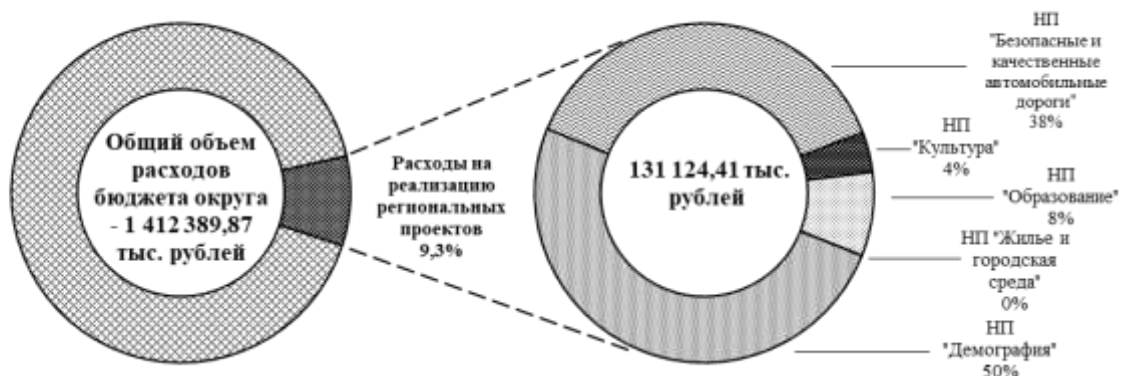 Общий объем
расходов
бюджета округа
- 1 412 389,87
тыс. рублей
Расходы на
реализацию
региональных
проектов
9,3%
131 124,41 тыс.
рублей
НП
"Безопасные и
качественные
автомобильные
дороги"
38%
НП
"Культура"
4%
НП
"Образование"
8%
НП "Жилье и
городская
среда"
0%
НП
"Демография"
50%